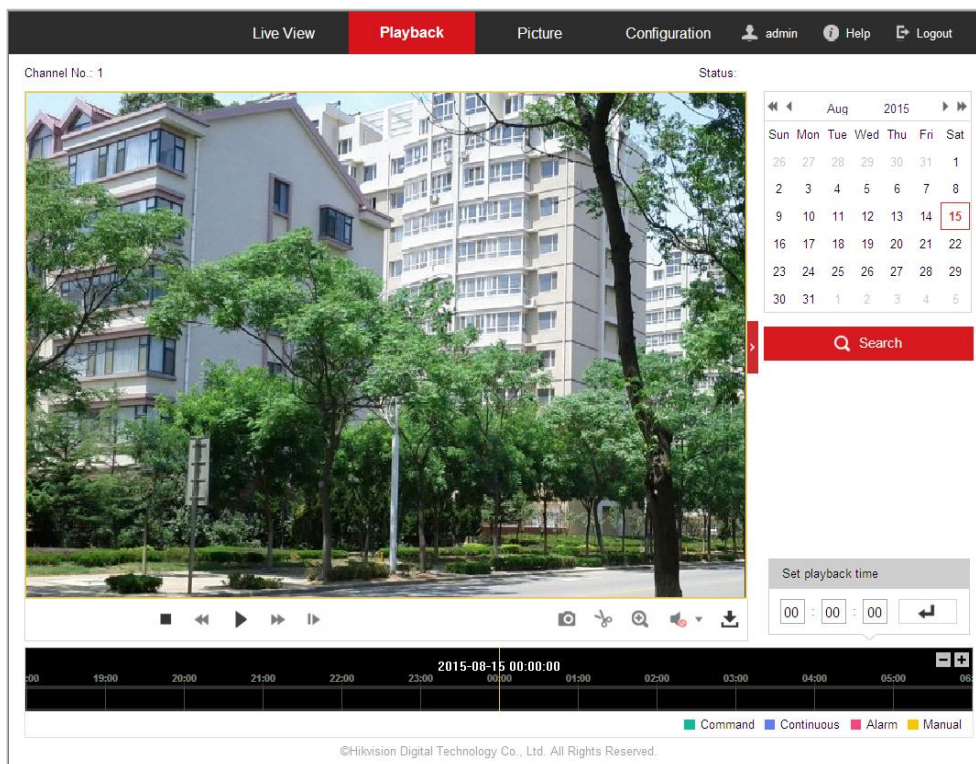 Live View Playback Picture Configuration admin Help Logout
Channel No.: 1 Status:
Aug 2015
Sun Mon Tue Wed Thu Fri Sat
26 27 28 29 30 31 1
2 3 4 5 6 7 8
9 10 11 12 13 14 15
16 17 18 19 20 21 22
23 24 25 26 27 28 29
30 31 1 2 3 4 5
Search
Set playback time
00 : 00 : 00
2015-08-15 00:00:00
:00 19:00 20:00 21:00 22:00 23:00 00:00 01:00 02:00 03:00 04:00 05:00 06:
Command Continuous Alarm Manual
©Hikvision Digital Technology Co., Ltd. All Rights Reserved.